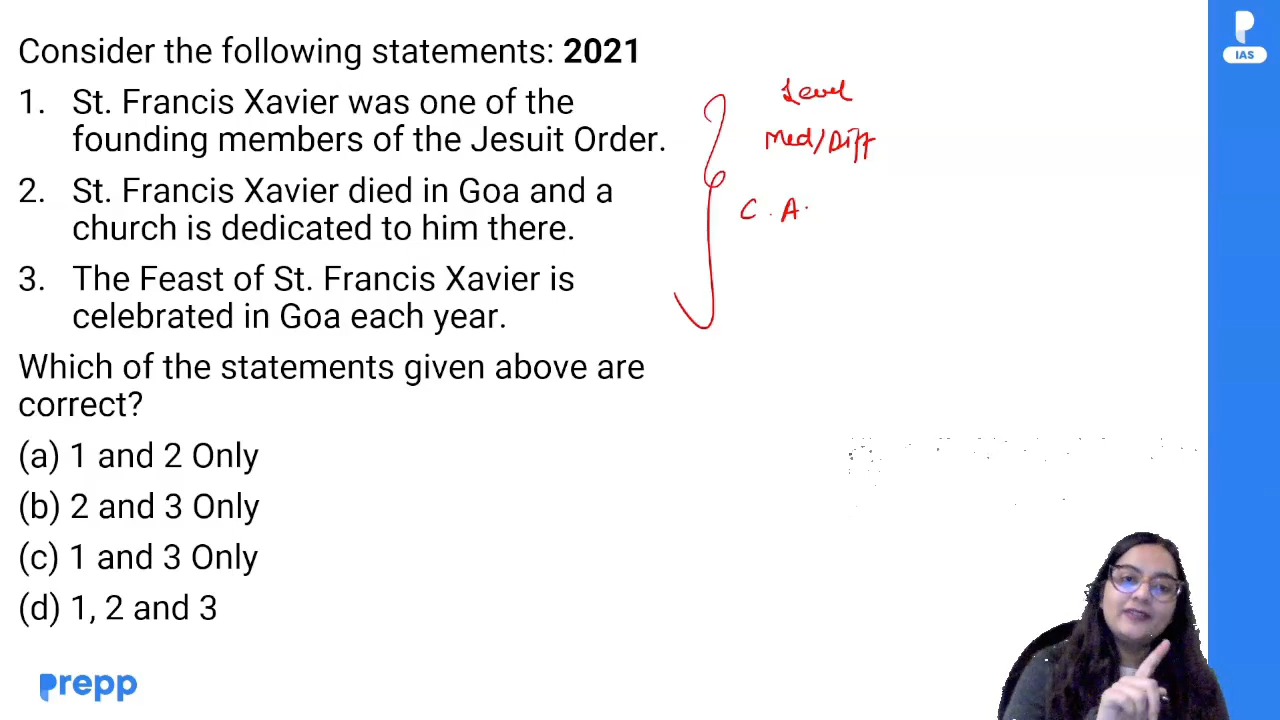 Consider the following statements: 2021
1. St. Francis Xavier was one of the
founding members of the Jesuit Order.
2. St. Francis Xavier died in Goa and a
church is dedicated to him there.
3. The Feast of St. Francis Xavier is
celebrated in Goa each year.
Which of the statements given above are
correct?
(a) 1 and 2 Only
(b) 2 and 3 Only
(c) 1 and 3 Only
(d) 1, 2 and 3
Level
Med/Diff
C.A.
IAS
prepp